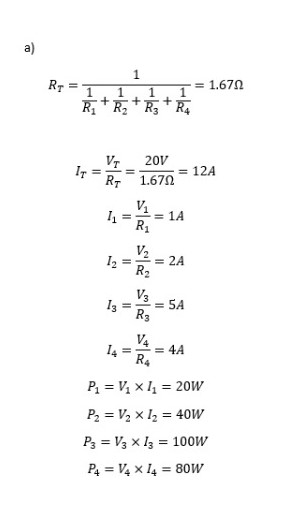 a)
R_T = 1 / (1/R_1 + 1/R_2 + 1/R_3 + 1/R_4) = 1.67Ω
I_T = V_T/R_T = 20V/1.67Ω = 12A
I_1 = V_1/R_1 = 1A
I_2 = V_2/R_2 = 2A
I_3 = V_3/R_3 = 5A
I_4 = V_4/R_4 = 4A
P_1 = V_1 × I_1 = 20W
P_2 = V_2 × I_2 = 40W
P_3 = V_3 × I_3 = 100W
P_4 = V_4 × I_4 = 80W